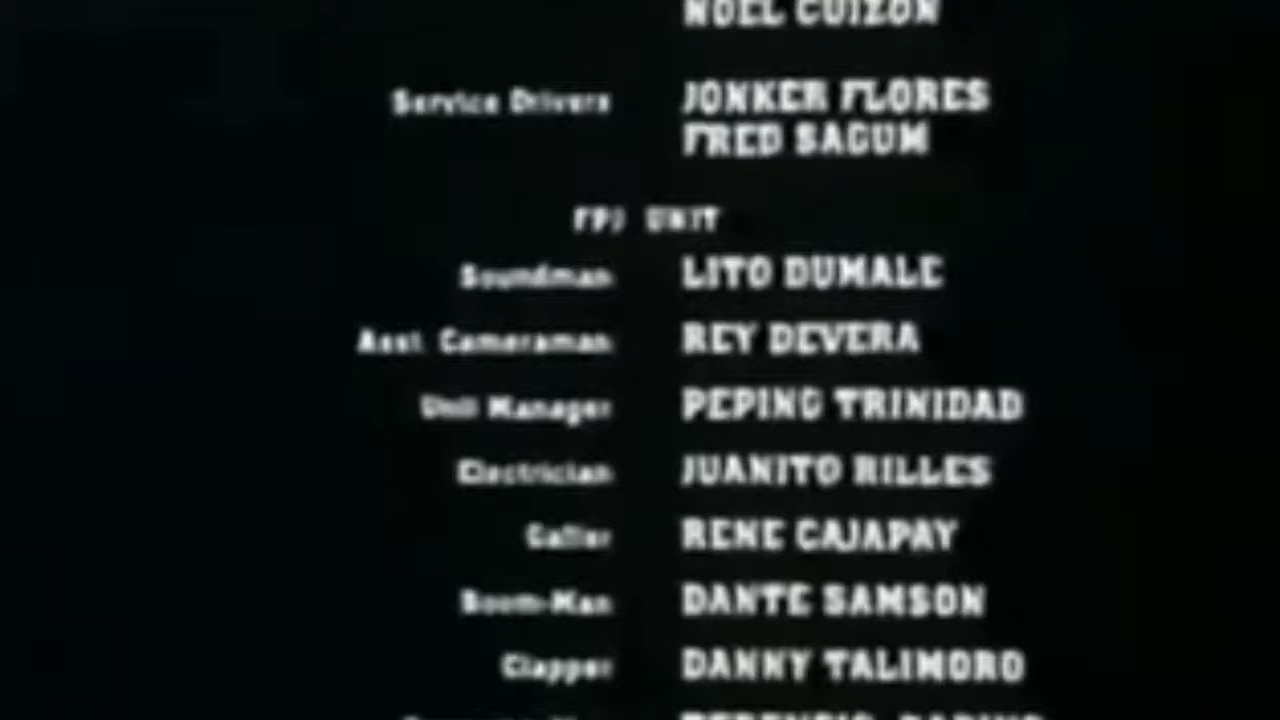 NOEL CUIZON
Service Drivers JONKER FLORES
FRED SAGUM
FPJ UNIT
Soundman LITO DUMALE
Asst. Cameraman REY DEVERA
Unit Manager PEPING TRINIDAD
Electrician JUANITO RILLES
Gaffer RENE CAJAPAY
Boom-Man DANTE SAMSON
Clapper DANNY TALIMORO